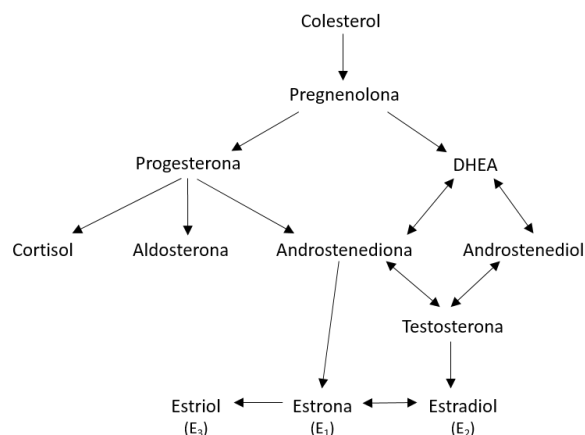 Colesterol
Pregnenolona
Progesterona
DHEA
Cortisol
Aldosterona
Androstenediona
Androstenediol
Testosterona
Estriol
(E₃)
Estrona
(E₁)
Estradiol
(E₂)